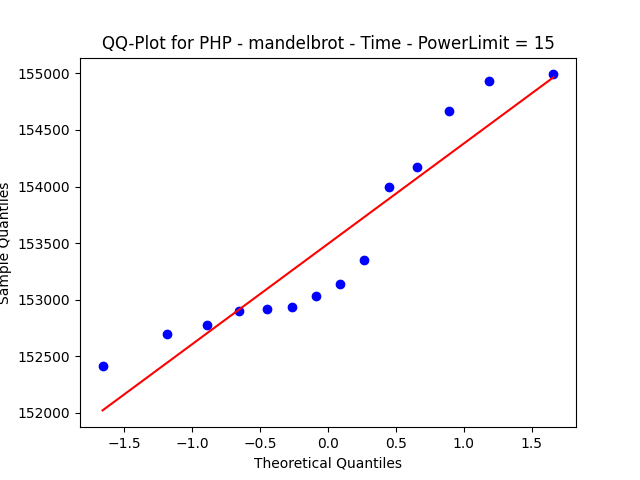 QQ-Plot for PHP - mandelbrot - Time - PowerLimit = 15
155000
154500
154000
153500
153000
152500
152000
Sample Quantiles
−1.5 −1.0 −0.5 0.0 0.5 1.0 1.5
Theoretical Quantiles